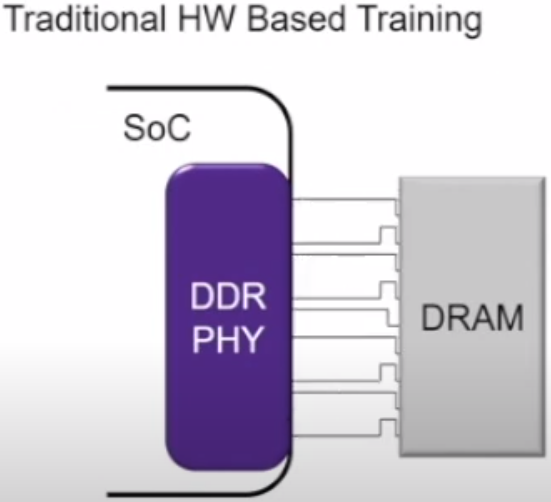 Traditional HW Based Training
SoC
DDR
PHY
DRAM